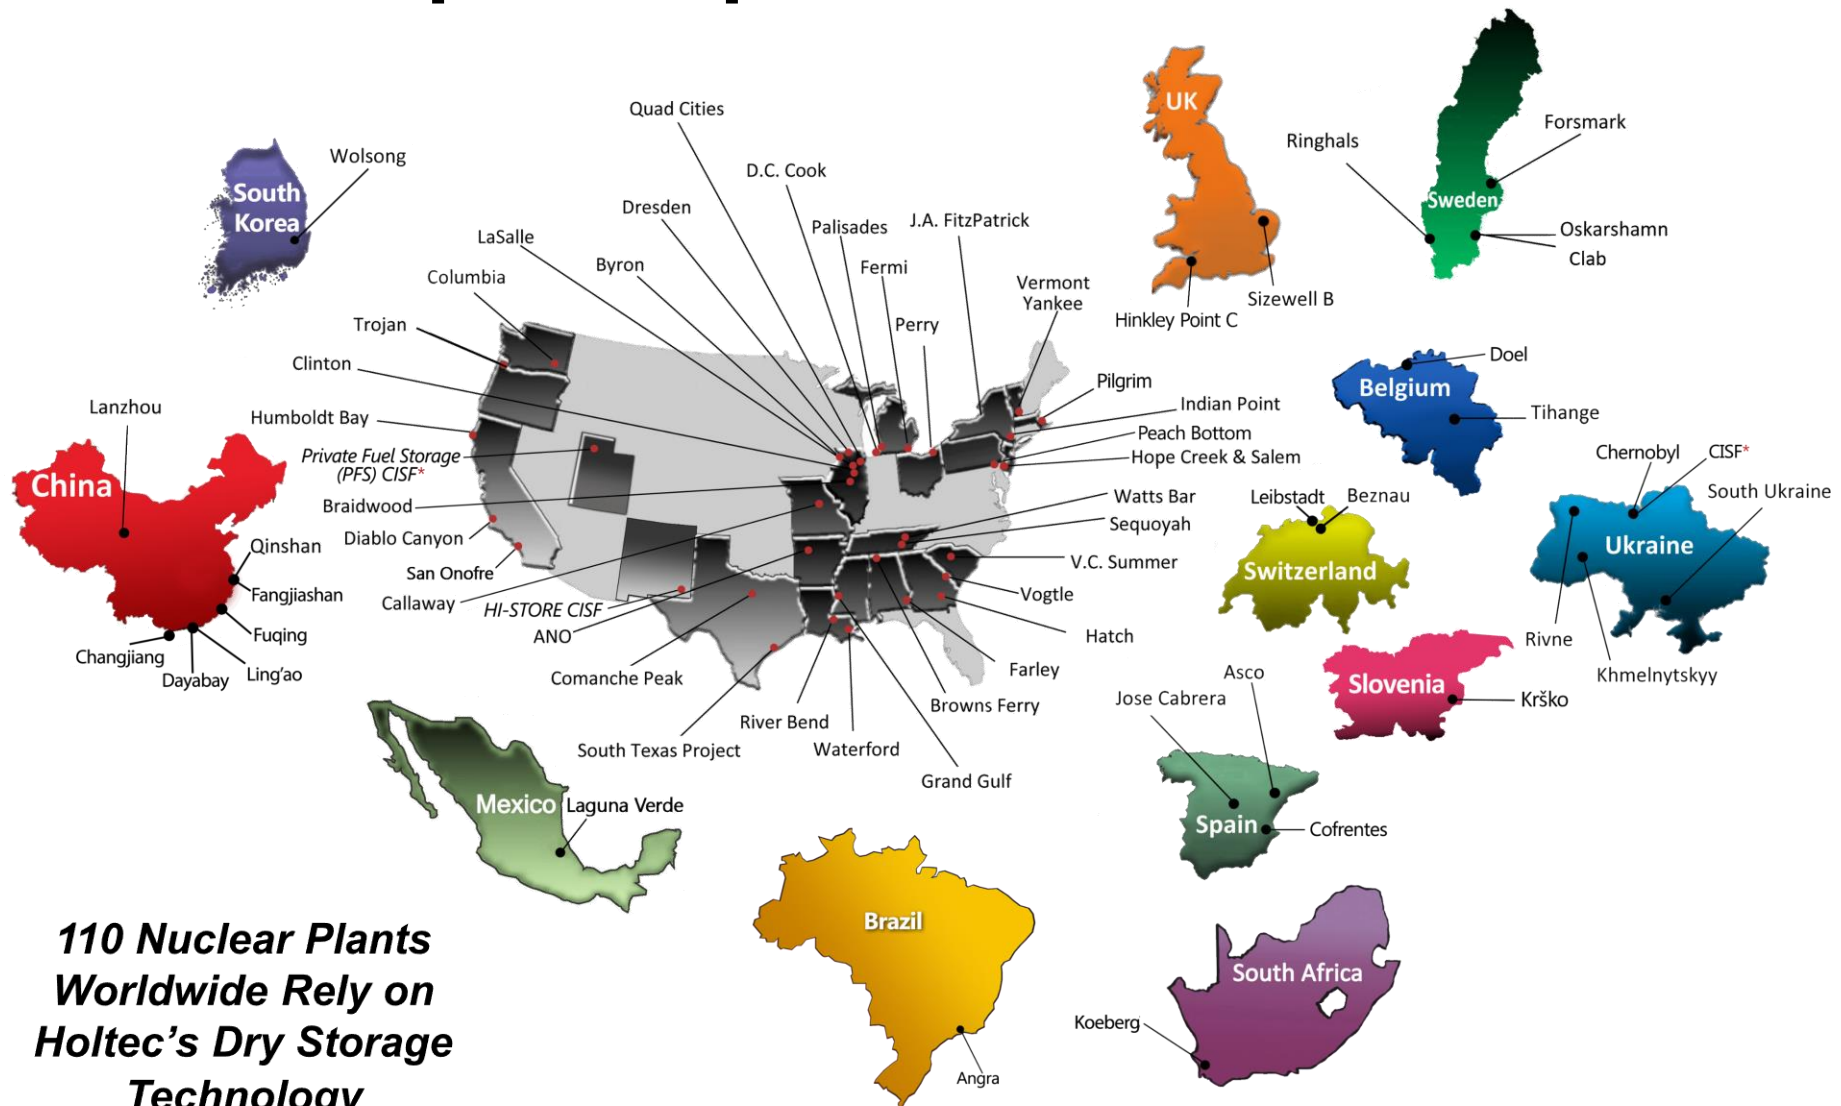 UK
Quad Cities
Ringhals
Forsmark
Sweden
Oskarshamn
Clab
Wolsong
South
Korea
D.C. Cook
Dresden
Palisades
J.A. FitzPatrick
LaSalle
Byron
Fermi
Columbia
Vermont
Yankee
Sizewell B
Hinkley Point C
Trojan
Perry
Clinton
Doel
Belgium
Pilgrim
Indian Point
Tihange
Lanzhou
Humboldt Bay
Peach Bottom
Hope Creek & Salem
Private Fuel Storage
(PFS) CISF*
Chernobyl
CISF*
China
Leibstadt
Beznau
South Ukraine
Braidwood
Watts Bar
Sequoyah
Diablo Canyon
Qinshan
Ukraine
V.C. Summer
Switzerland
San Onofre
Fangjiashan
Callaway
HI-STORE CISF
Vogtle
ANO
Fuqing
Hatch
Rivne
Changjiang
Dayabay
Ling'ao
Comanche Peak
Farley
Khmelnytskyy
Asco
Slovenia
Krško
Jose Cabrera
Browns Ferry
River Bend
South Texas Project
Waterford
Grand Gulf
Mexico
Laguna Verde
Spain
Cofrentes
Brazil
110 Nuclear Plants
Worldwide Rely on
Holtec's Dry Storage
Technology
South Africa
Koeberg
Angra